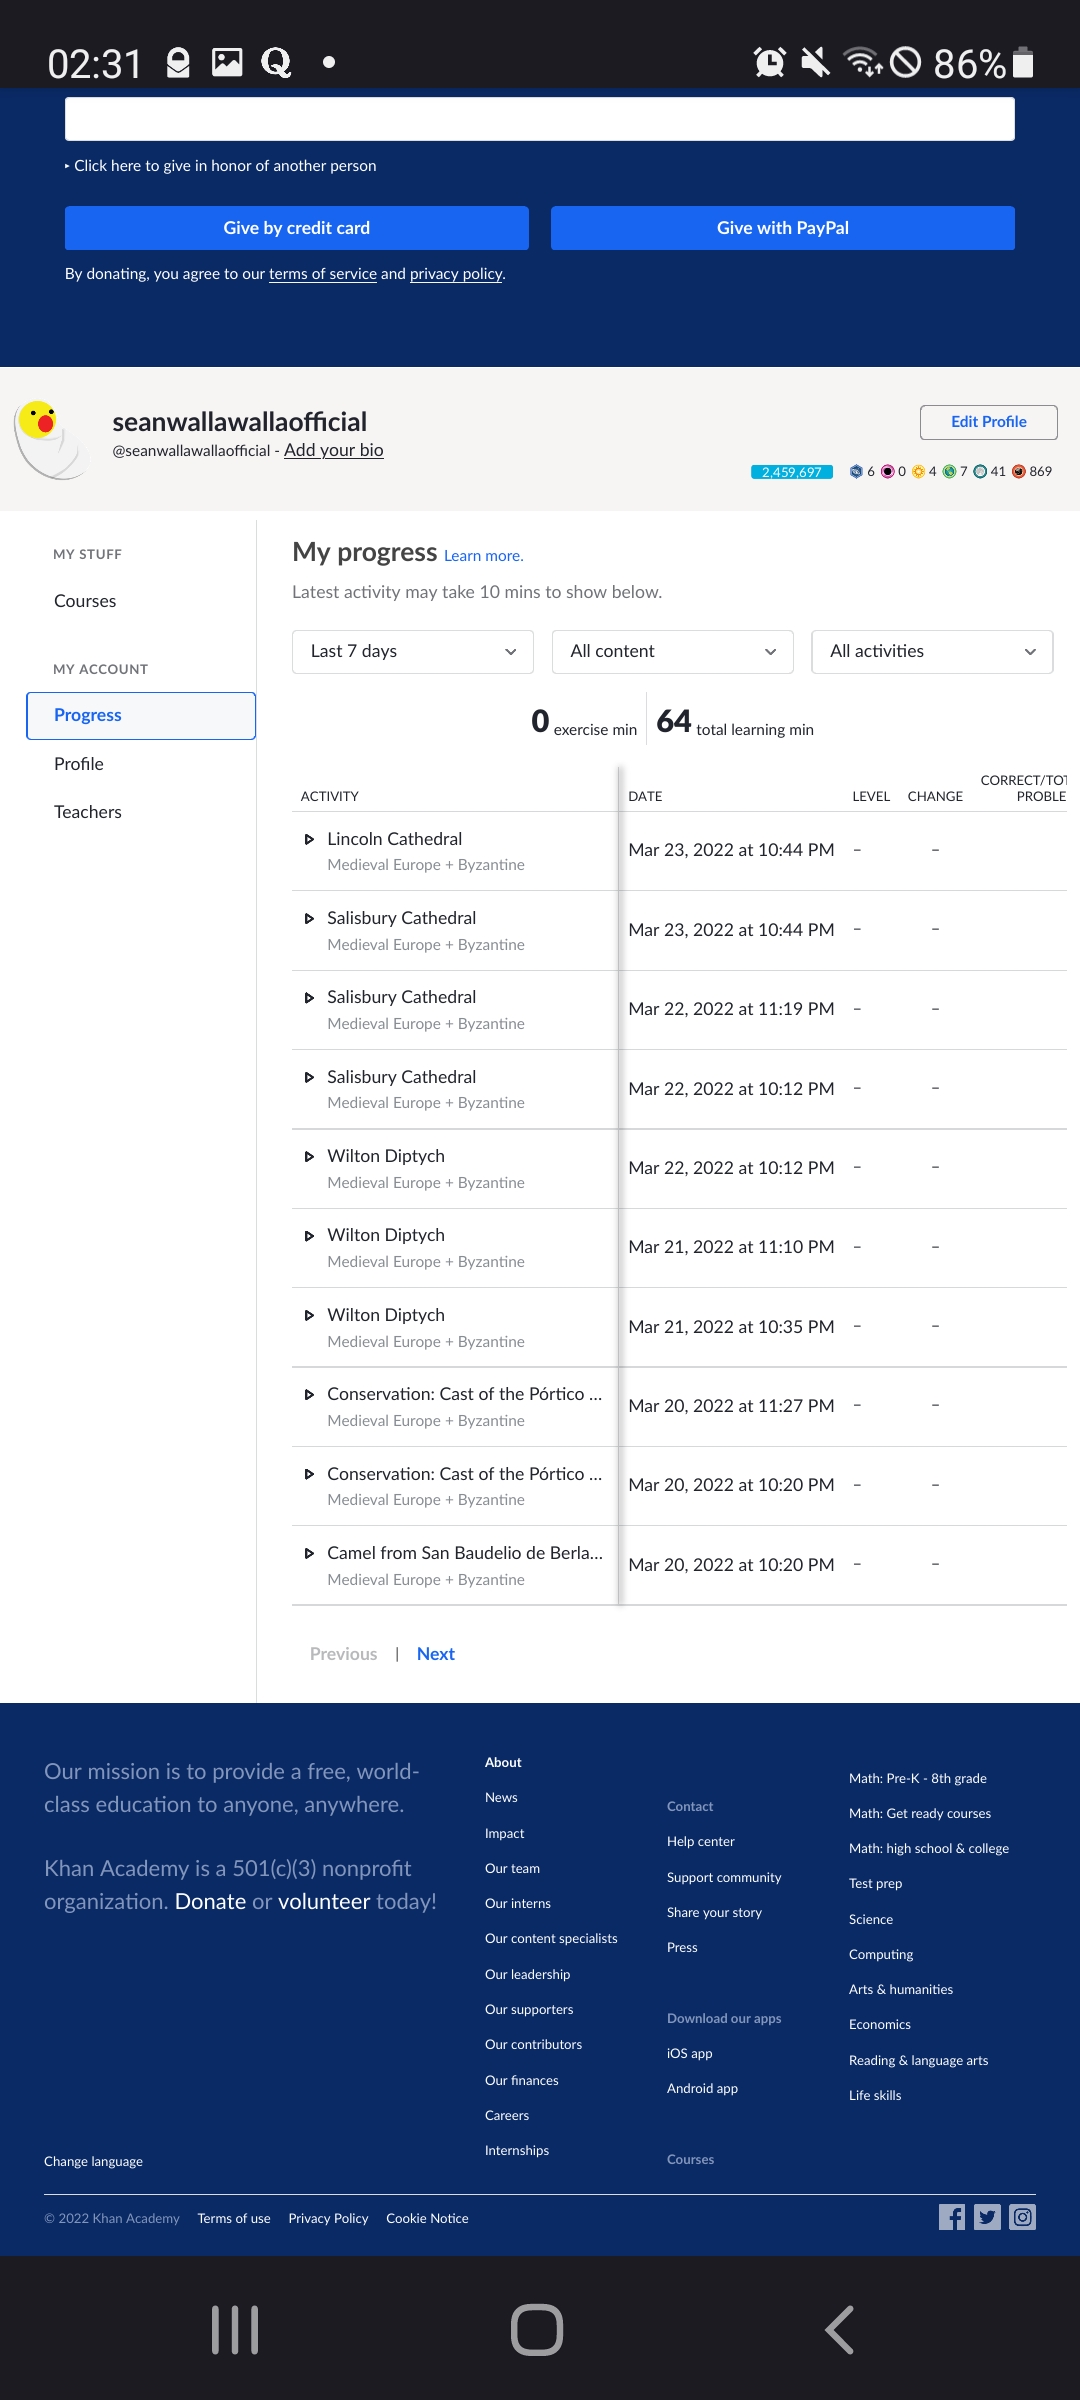 02:31
86%
Click here to give in honor of another person
Give by credit card
Give with PayPal
By donating, you agree to our terms of service and privacy policy.
seanwallawallaofficial
@seanwallawallaofficial - Add your bio
Edit Profile
2,459,697 6 0 4 7 41 869
MY STUFF
Courses
MY ACCOUNT
Progress
Profile
Teachers
My progress Learn more.
Latest activity may take 10 mins to show below.
Last 7 days
All content
All activities
0 exercise min
64 total learning min
ACTIVITY DATE LEVEL CHANGE CORRECT/TOT
PROBLE
Lincoln Cathedral
Medieval Europe + Byzantine
Mar 23, 2022 at 10:44 PM – –
Salisbury Cathedral
Medieval Europe + Byzantine
Mar 23, 2022 at 10:44 PM – –
Salisbury Cathedral
Medieval Europe + Byzantine
Mar 22, 2022 at 11:19 PM – –
Salisbury Cathedral
Medieval Europe + Byzantine
Mar 22, 2022 at 10:12 PM – –
Wilton Diptych
Medieval Europe + Byzantine
Mar 22, 2022 at 10:12 PM – –
Wilton Diptych
Medieval Europe + Byzantine
Mar 21, 2022 at 11:10 PM – –
Wilton Diptych
Medieval Europe + Byzantine
Mar 21, 2022 at 10:35 PM – –
Conservation: Cast of the Pórtico ...
Medieval Europe + Byzantine
Mar 20, 2022 at 11:27 PM – –
Conservation: Cast of the Pórtico ...
Medieval Europe + Byzantine
Mar 20, 2022 at 10:20 PM – –
Camel from San Baudelio de Berla...
Medieval Europe + Byzantine
Mar 20, 2022 at 10:20 PM – –
Previous | Next
Our mission is to provide a free, world-
class education to anyone, anywhere.
Khan Academy is a 501(c)(3) nonprofit
organization. Donate or volunteer today!
Change language
About
News
Impact
Our team
Our interns
Our content specialists
Our leadership
Our supporters
Our contributors
Our finances
Careers
Internships
Contact
Help center
Support community
Share your story
Press
Download our apps
iOS app
Android app
Courses
Math: Pre-K - 8th grade
Math: Get ready courses
Math: high school & college
Test prep
Science
Computing
Arts & humanities
Economics
Reading & language arts
Life skills
© 2022 Khan Academy Terms of use Privacy Policy Cookie Notice